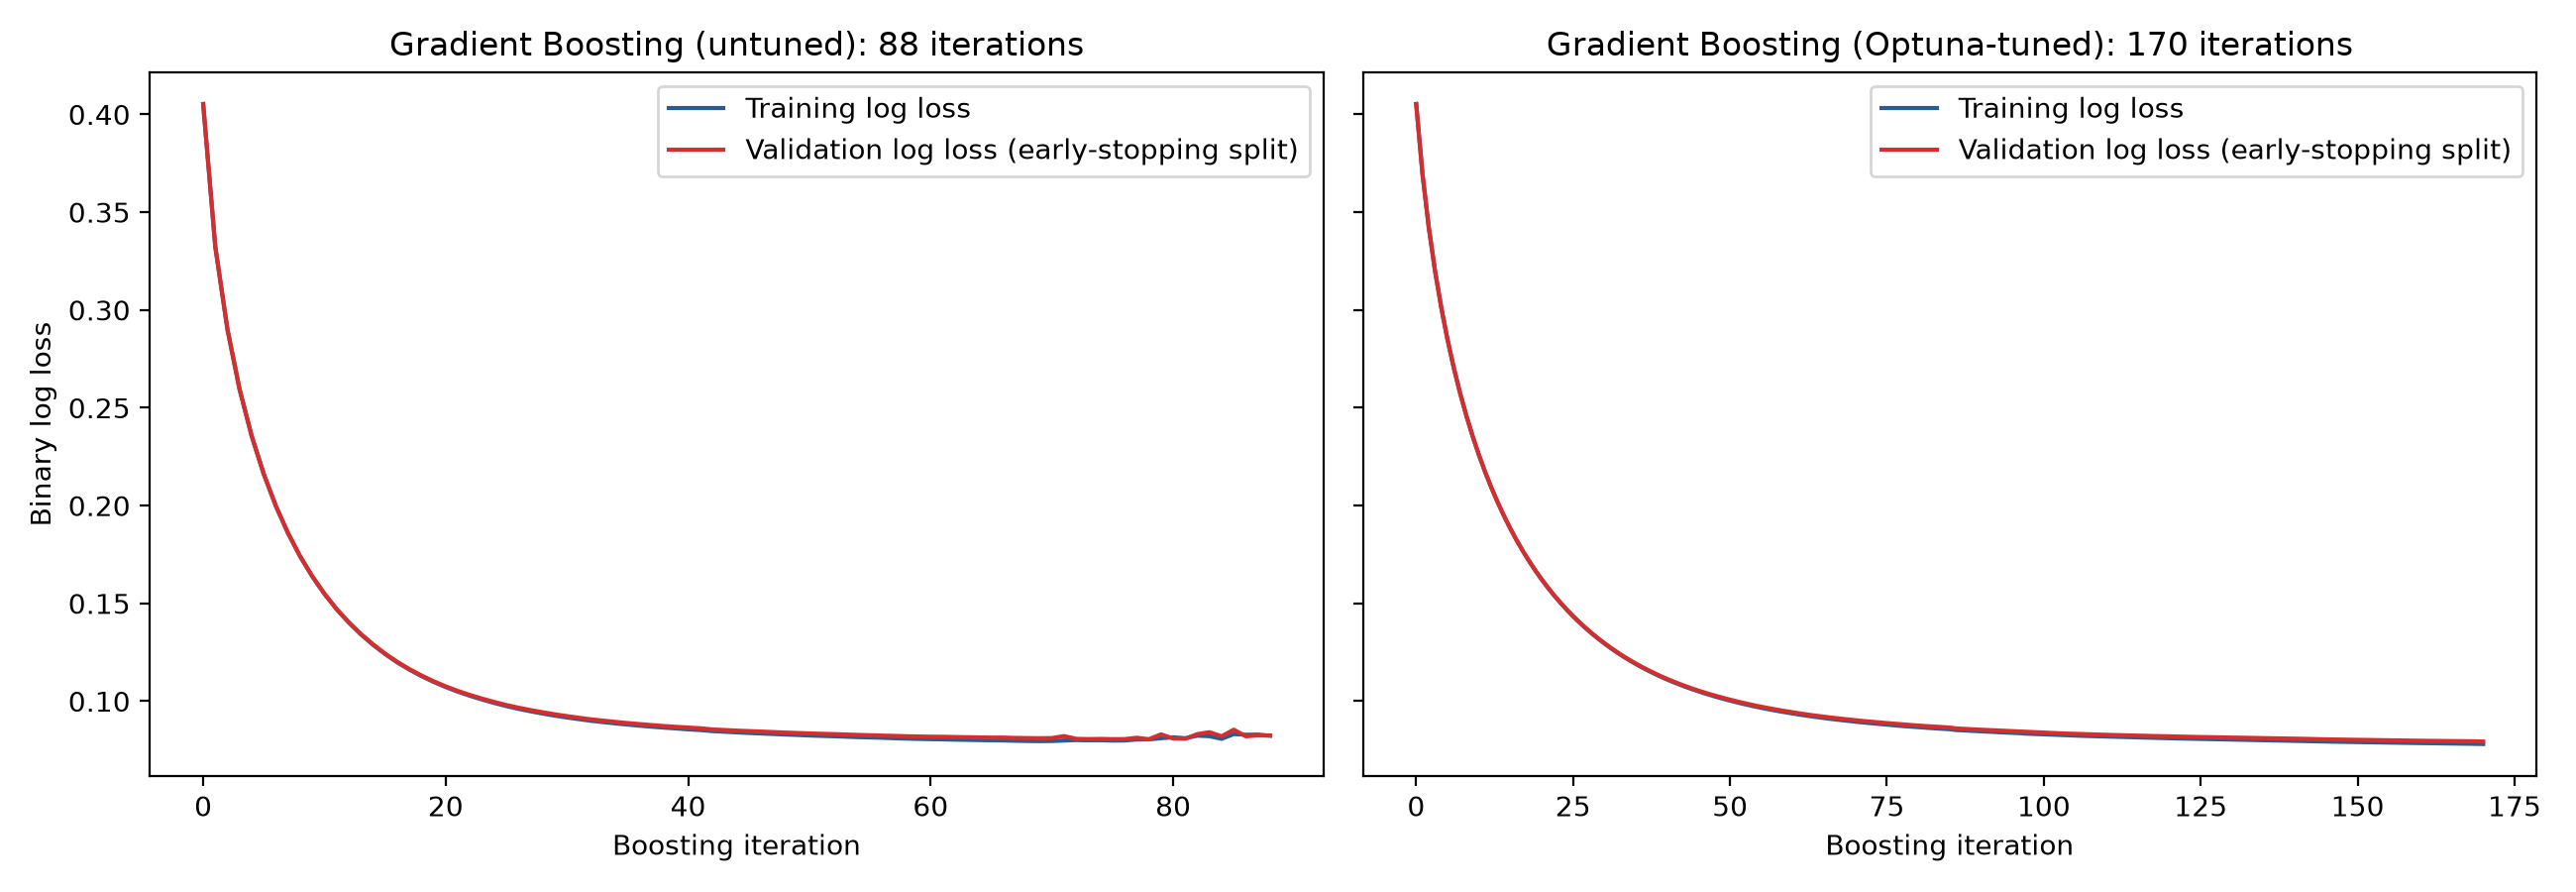 Gradient Boosting (untuned): 88 iterations
Training log loss
Validation log loss (early-stopping split)
0.40
0.35
0.30
0.25
0.20
0.15
0.10
Binary log loss
0 20 40 60 80
Boosting iteration
Gradient Boosting (Optuna-tuned): 170 iterations
Training log loss
Validation log loss (early-stopping split)
0 25 50 75 100 125 150 175
Boosting iteration